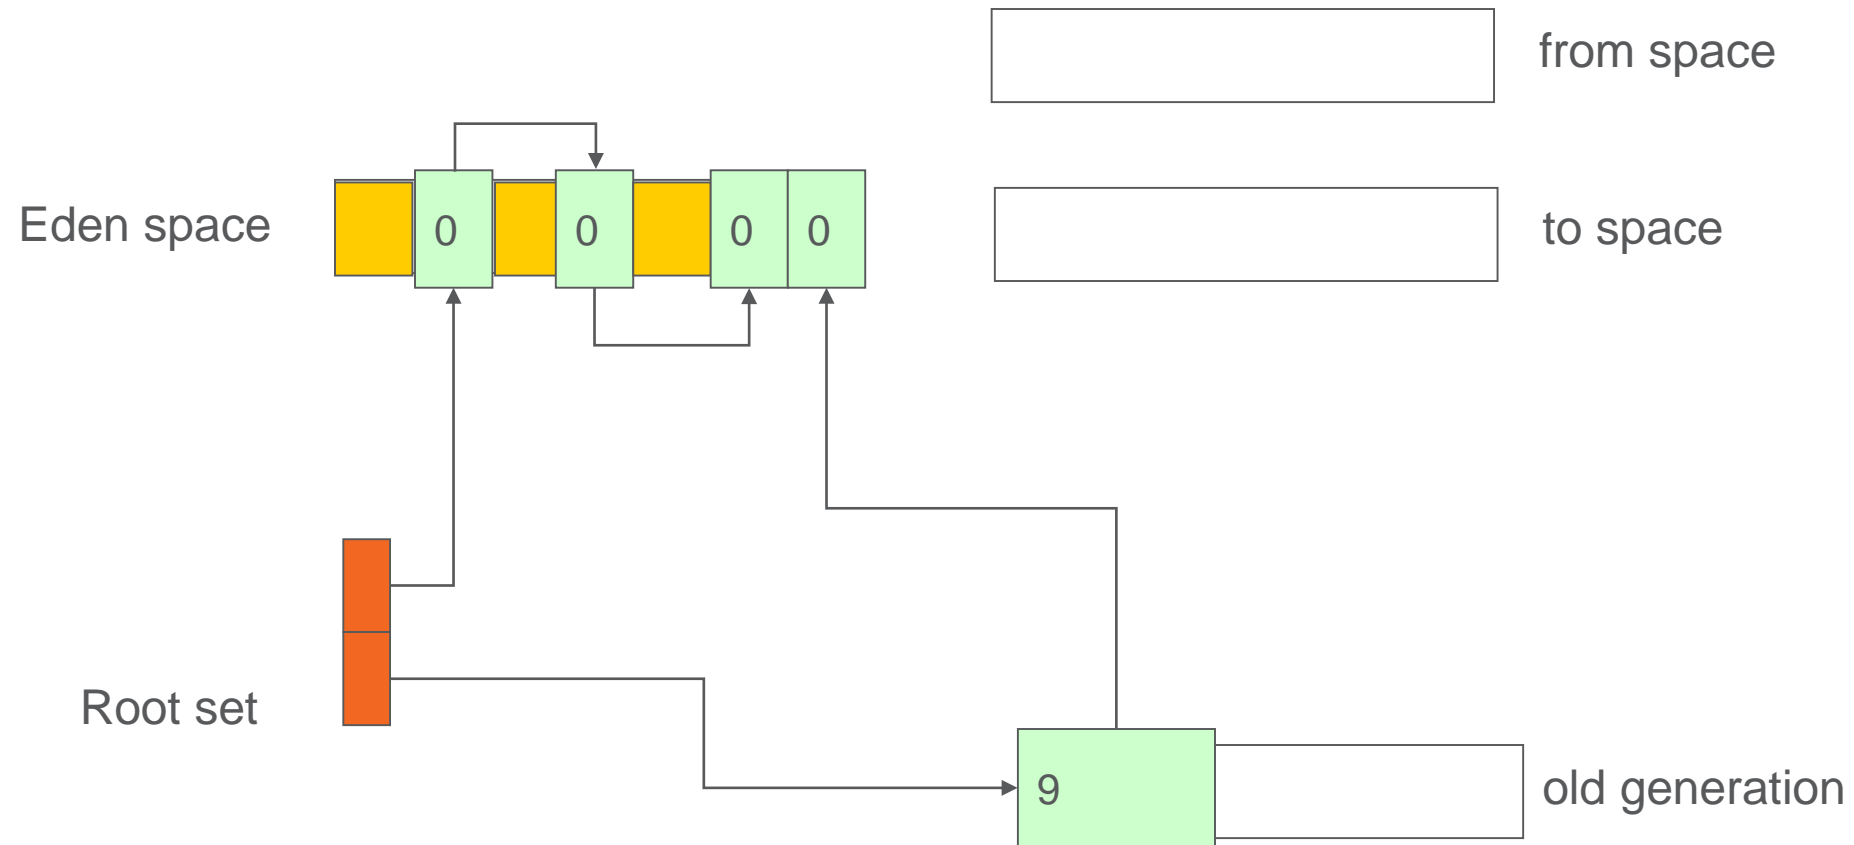 from space
Eden space
0
0
0
0
to space
Root set
9
old generation